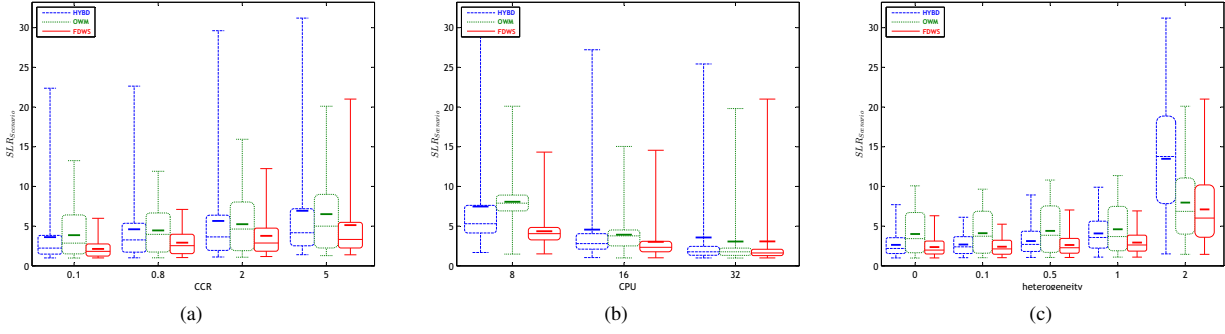 HYBD
OWM
FDWS
30
25
20
15
10
5
0
SLR_Scenario
0.1 0.8 2 5
CCR
(a)
HYBD
OWM
FDWS
30
25
20
15
10
5
0
SLR_Scenario
8 16 32
CPU
(b)
HYBD
OWM
FDWS
30
25
20
15
10
5
0
SLR_Scenario
0 0.1 0.5 1 2
heterogeneity
(c)